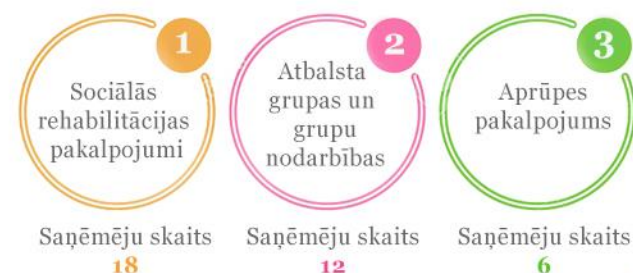 1
Sociālās
rehabilitācijas
pakalpojumi
Saņēmēju skaits
18
2
Atbalsta
grupas un
grupu
nodarbības
Saņēmēju skaits
12
3
Aprūpes
pakalpojums
Saņēmēju skaits
6